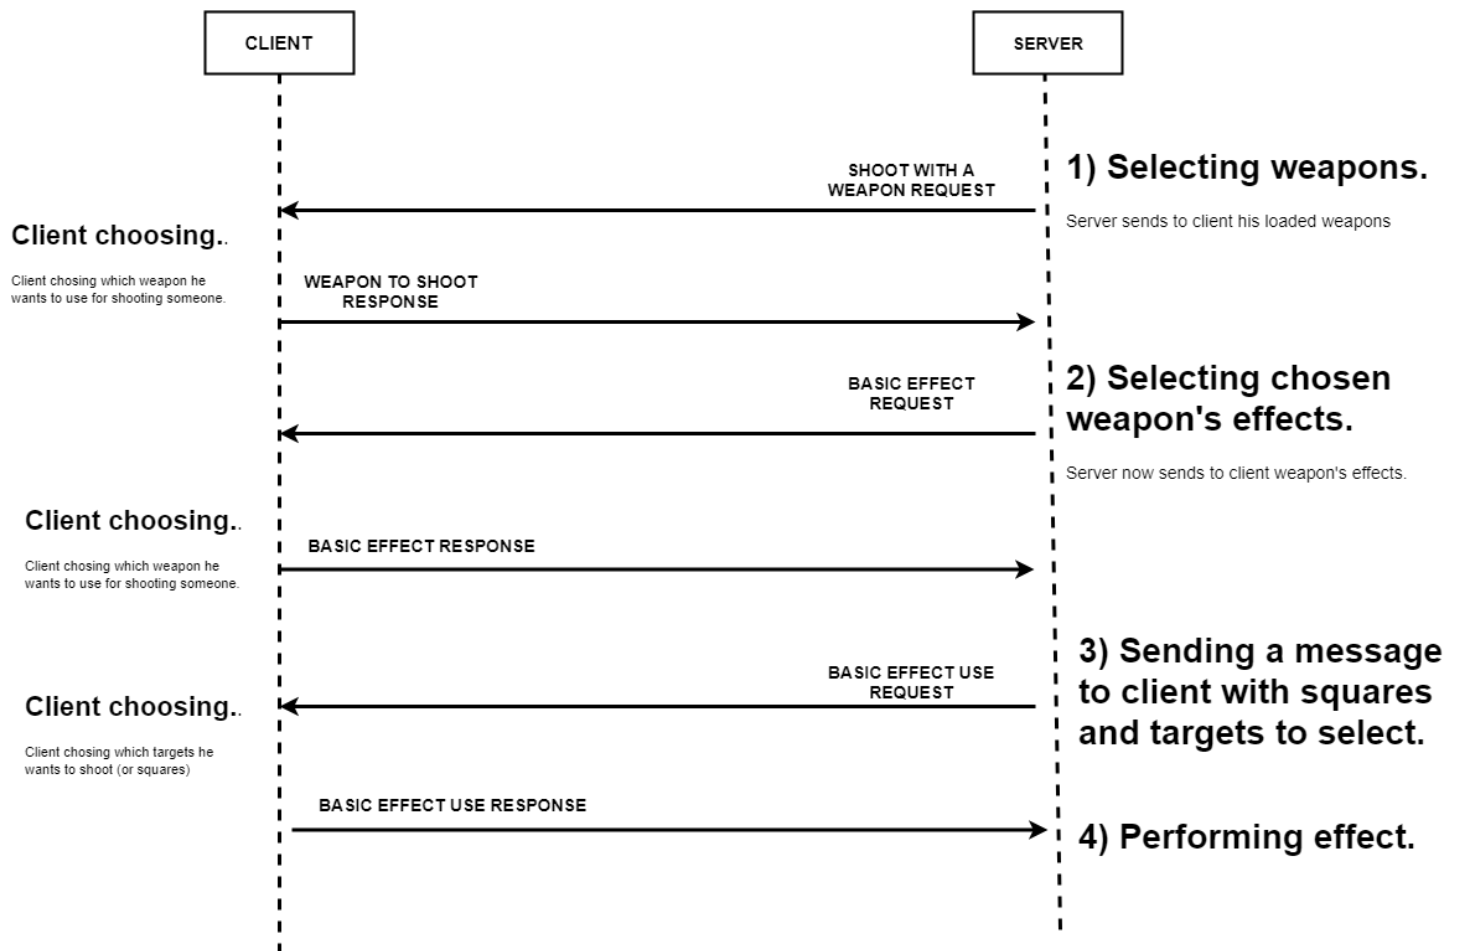 CLIENT
SERVER
SHOOT WITH A
WEAPON REQUEST
1) Selecting weapons.
Server sends to client his loaded weapons
Client choosing..
Client chosing which weapon he
wants to use for shooting someone.
WEAPON TO SHOOT
RESPONSE
BASIC EFFECT
REQUEST
2) Selecting chosen
weapon's effects.
Server now sends to client weapon's effects.
Client choosing..
Client chosing which weapon he
wants to use for shooting someone.
BASIC EFFECT RESPONSE
BASIC EFFECT USE
REQUEST
3) Sending a message
to client with squares
and targets to select.
Client choosing..
Client chosing which targets he
wants to shoot (or squares)
BASIC EFFECT USE RESPONSE
4) Performing effect.